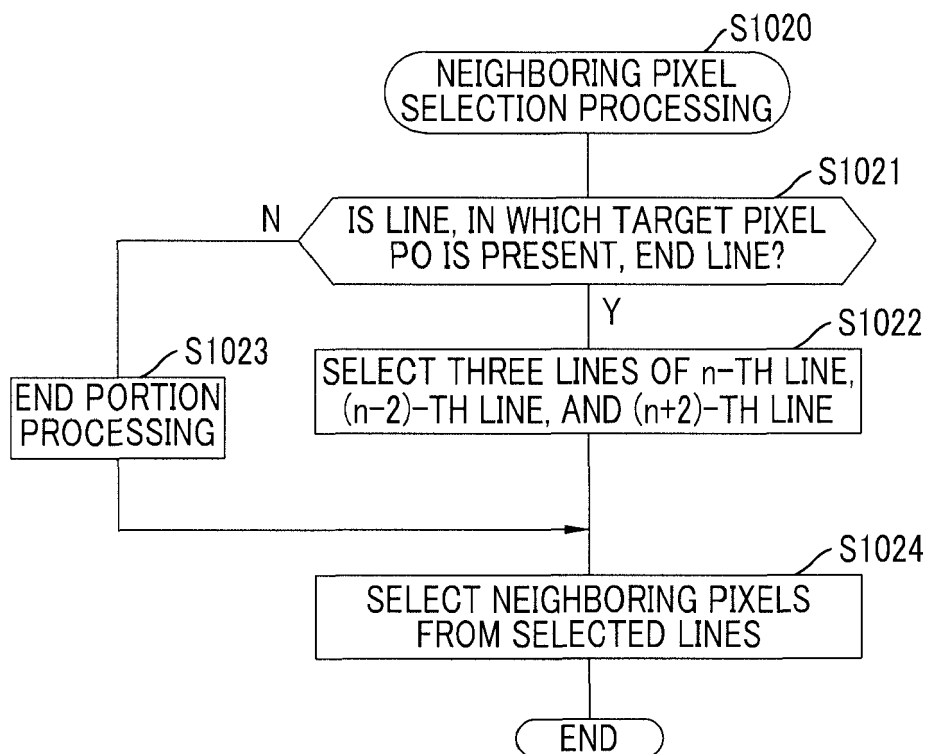 S1020
NEIGHBORING PIXEL
SELECTION PROCESSING
S1021
N
IS LINE, IN WHICH TARGET PIXEL
PO IS PRESENT, END LINE?
Y
S1022
SELECT THREE LINES OF n-TH LINE,
(n-2)-TH LINE, AND (n+2)-TH LINE
S1023
END PORTION
PROCESSING
S1024
SELECT NEIGHBORING PIXELS
FROM SELECTED LINES
END